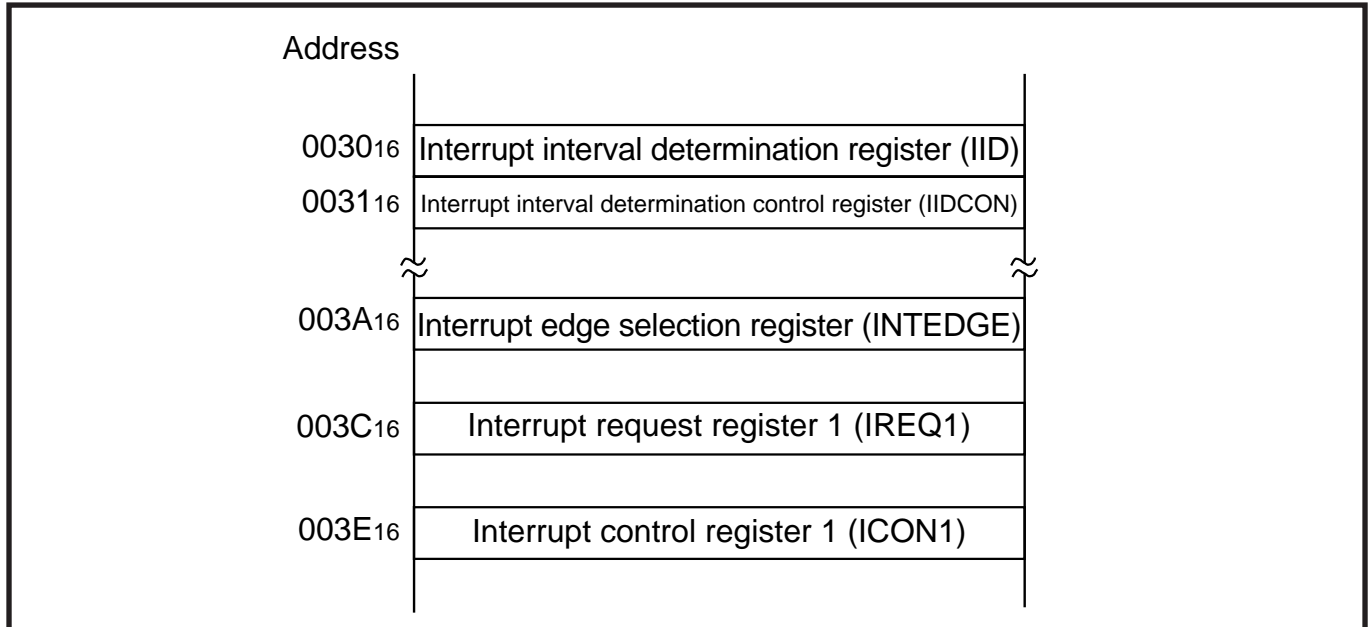 Address
0030₁₆ Interrupt interval determination register (IID)
0031₁₆ Interrupt interval determination control register (IIDCON)
003A₁₆ Interrupt edge selection register (INTEDGE)
003C₁₆ Interrupt request register 1 (IREQ1)
003E₁₆ Interrupt control register 1 (ICON1)